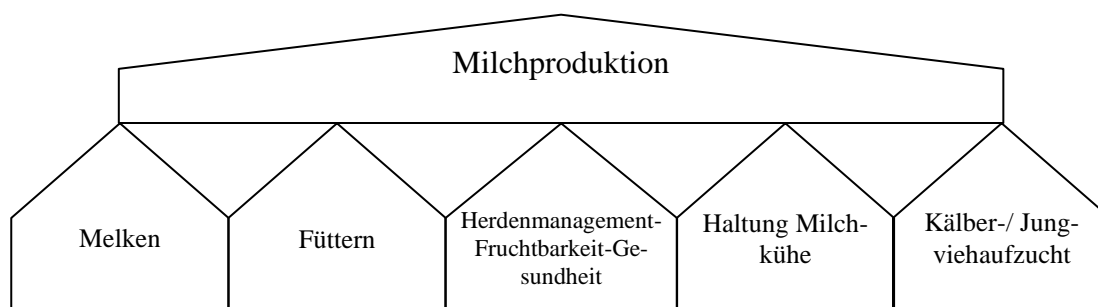 Milchproduktion
Melken
Füttern
Herdenmanagement-
Fruchtbarkeit-Ge-
sundheit
Haltung Milch-
kühe
Kälber-/ Jung-
viehaufzucht